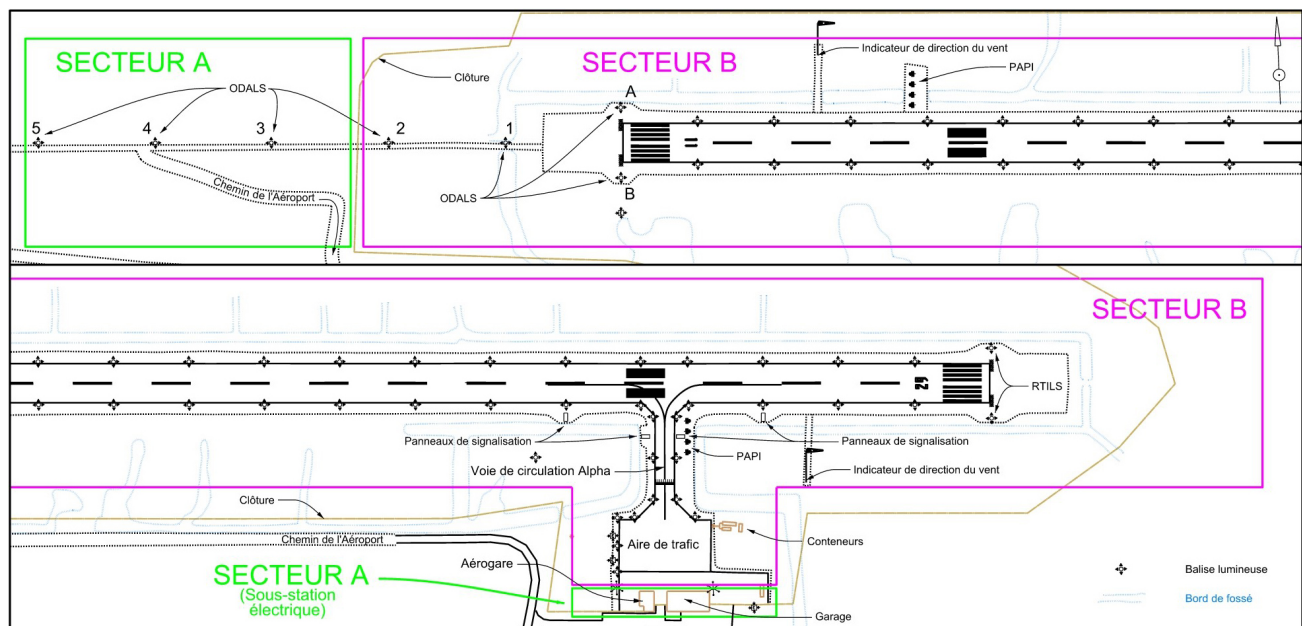 SECTEUR A
SECTEUR B
ODALS
Clôture
Indicateur de direction du vent
PAPI
A
5
4
3
2
1
11
Chemin de l'Aéroport
ODALS
B
SECTEUR B
29
RTILS
Panneaux de signalisation
Panneaux de signalisation
PAPI
Voie de circulation Alpha
Indicateur de direction du vent
Clôture
Chemin de l'Aéroport
Aire de trafic
Conteneurs
Aérogare
SECTEUR A
(Sous-station
électrique)
Garage
Balise lumineuse
Bord de fossé